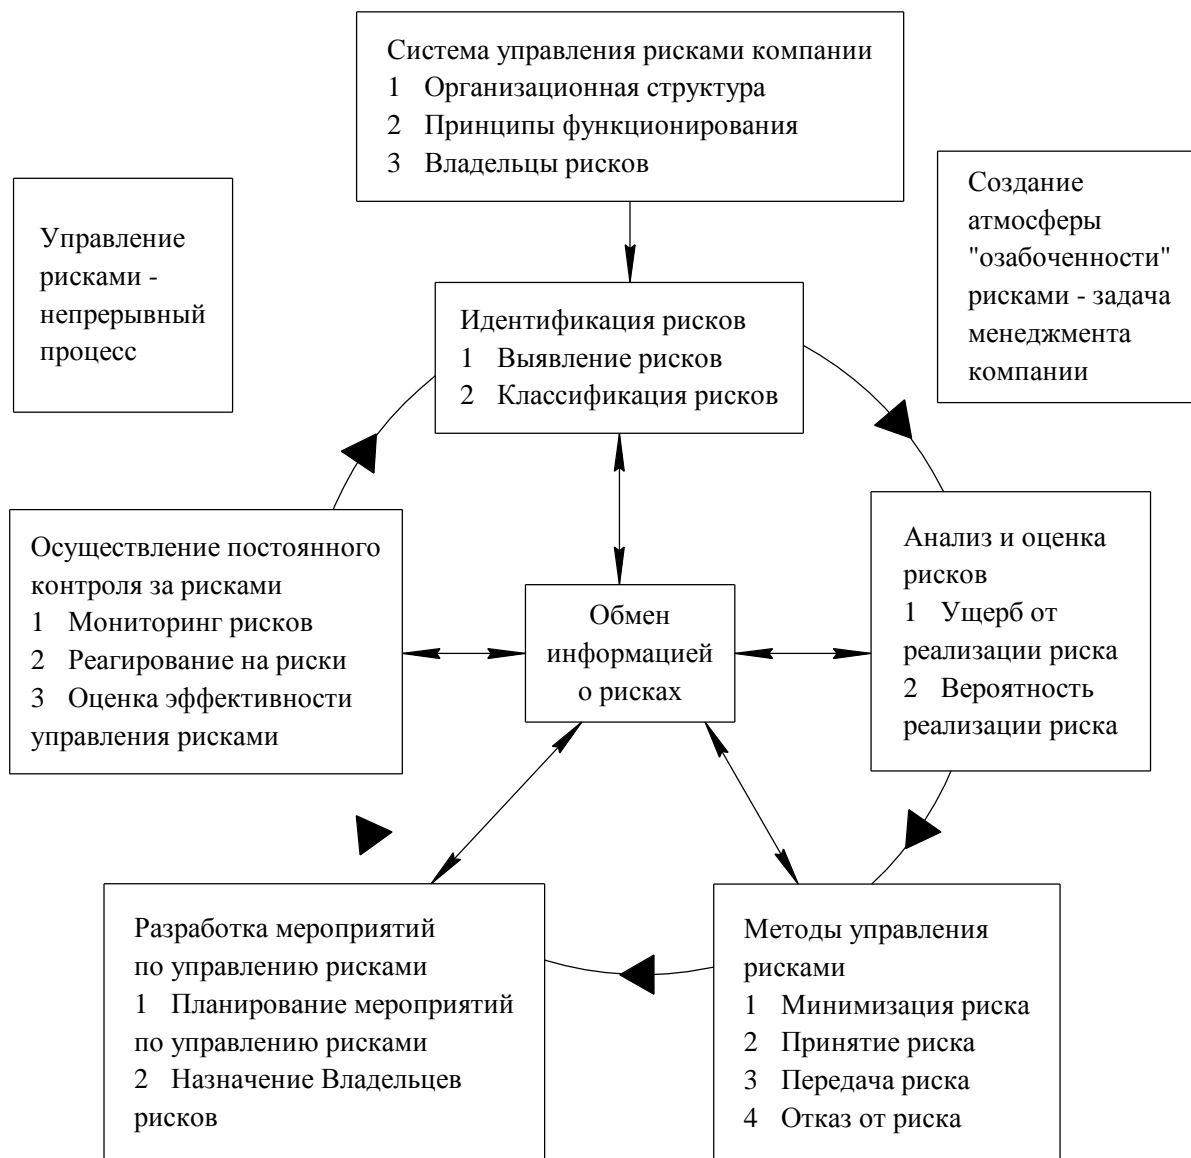 Система управления рисками компании
1 Организационная структура
2 Принципы функционирования
3 Владельцы рисков
Управление
рисками -
непрерывный
процесс
Создание
атмосферы
"озабоченности"
рисками - задача
менеджмента
компании
Идентификация рисков
1 Выявление рисков
2 Классификация рисков
Осуществление постоянного
контроля за рисками
1 Мониторинг рисков
2 Реагирование на риски
3 Оценка эффективности
управления рисками
Обмен
информацией
о рисках
Анализ и оценка
рисков
1 Ущерб от
реализации риска
2 Вероятность
реализации риска
Разработка мероприятий
по управлению рисками
1 Планирование мероприятий
по управлению рисками
2 Назначение Владельцев
рисков
Методы управления
рисками
1 Минимизация риска
2 Принятие риска
3 Передача риска
4 Отказ от риска